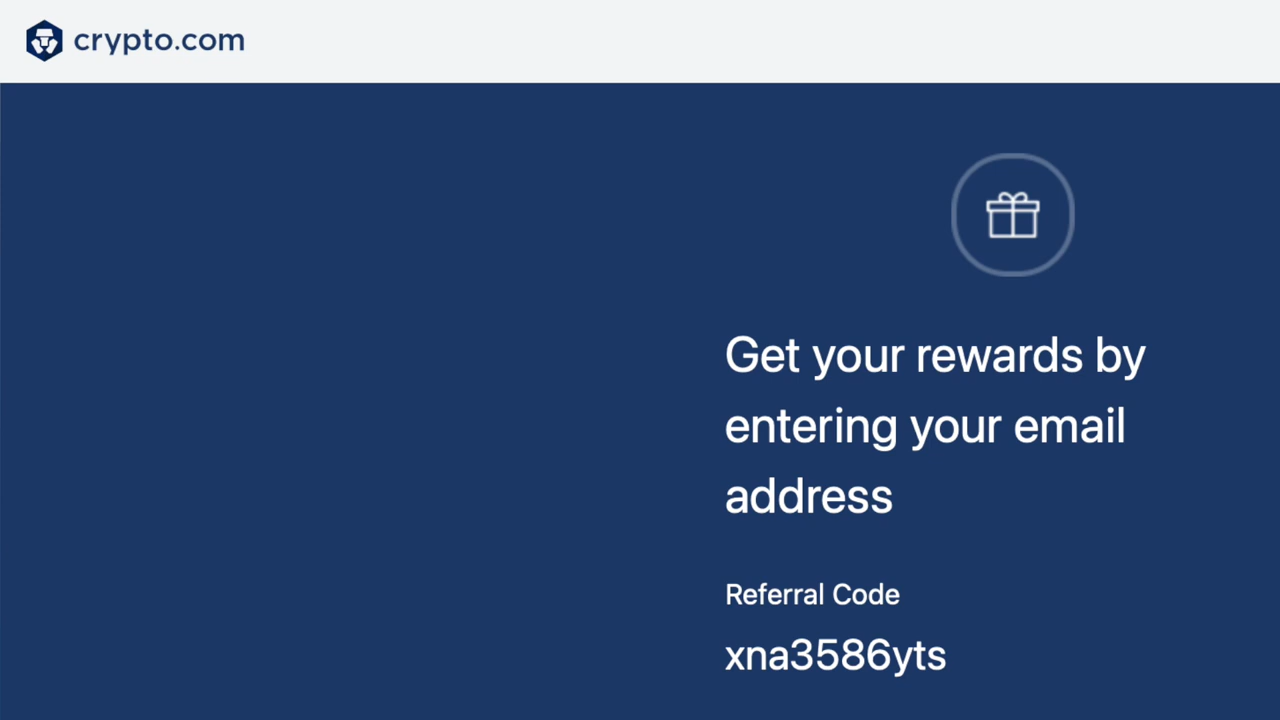 crypto.com
Get your rewards by
entering your email
address
Referral Code
xna3586yts